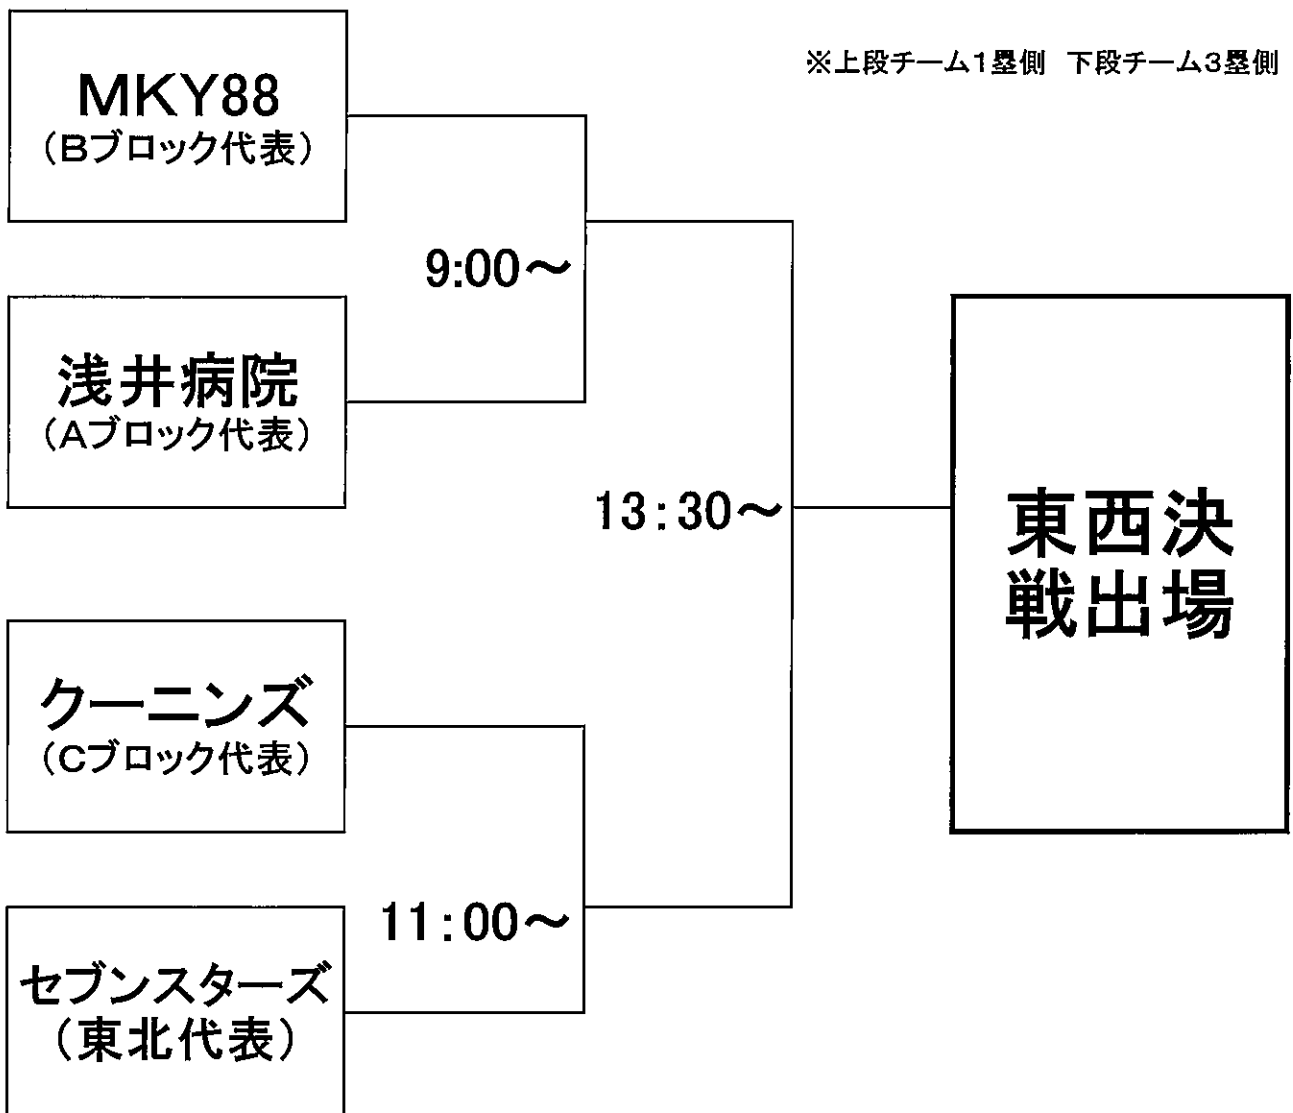 ※上段チーム1塁側 下段チーム3塁側
MKY88
(Bブロック代表)
9:00～
浅井病院
(Aブロック代表)
13:30～
東西決
戦出場
クーニンズ
(Cブロック代表)
11:00～
セブンスターズ
(東北代表)